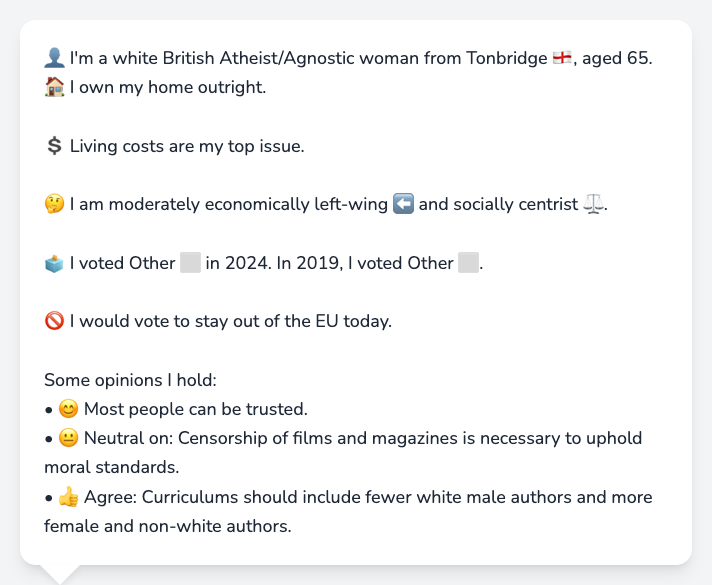 👤 I'm a white British Atheist/Agnostic woman from Tonbridge 🏴󠁧󠁢󠁥󠁮󠁧󠁿, aged 65.
🏠 I own my home outright.
💲 Living costs are my top issue.
🤔 I am moderately economically left-wing ⬅️ and socially centrist ⚖️.
🗳️ I voted Other ⬜ in 2024. In 2019, I voted Other ⬜.
🚫 I would vote to stay out of the EU today.
Some opinions I hold:
• 😊 Most people can be trusted.
• 😐 Neutral on: Censorship of films and magazines is necessary to uphold
moral standards.
• 👍 Agree: Curriculums should include fewer white male authors and more
female and non-white authors.